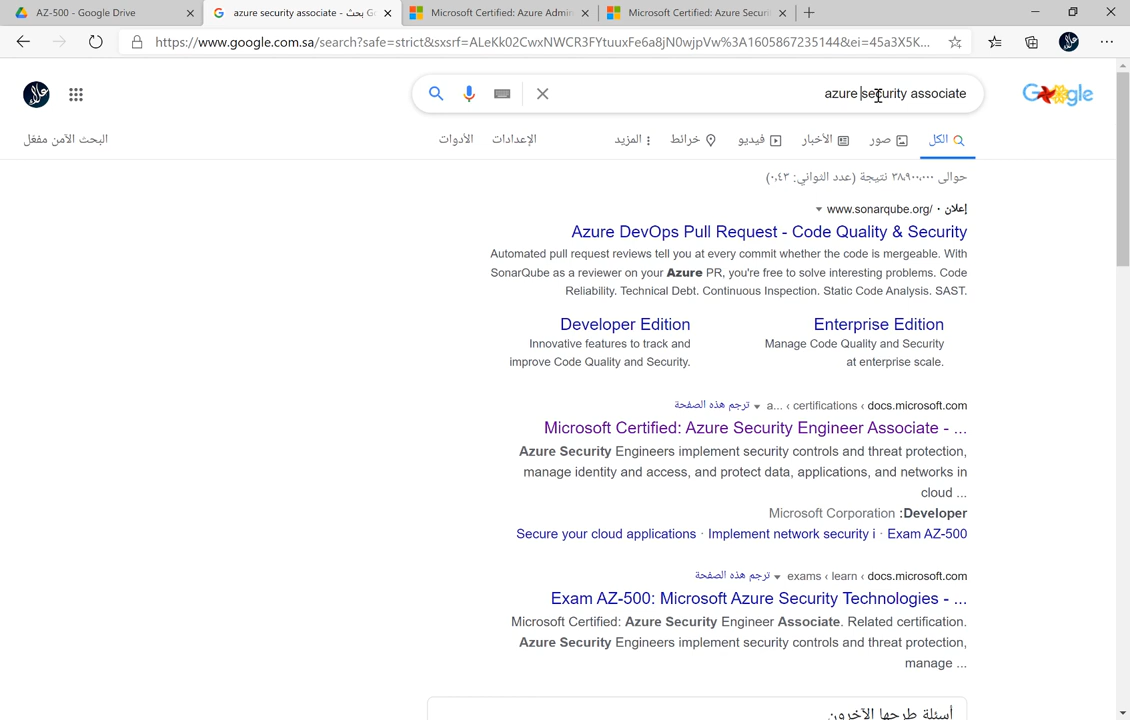 AZ-500 - Google Drive
azure security associate - بحث Go
Microsoft Certified: Azure Admin
Microsoft Certified: Azure Securi
https://www.google.com.sa/search?safe=strict&sxsrf=ALeKk02CwxNWCR3FYtuuxFe6a8jN0wjpVw%3A1605867235144&ei=45a3X5K...
azure security associate
Google
الكل
صور
الأخبار
فيديو
خرائط
المزيد
الإعدادات
الأدوات
البحث الآمن مفعّل
حوالى ٣٨,٩٠٠,٠٠٠ نتيجة (عدد الثواني: ٠,٤٣)
إعلان · www.sonarqube.org/
Azure DevOps Pull Request - Code Quality & Security
Automated pull request reviews tell you at every commit whether the code is mergeable. With
SonarQube as a reviewer on your Azure PR, you're free to solve interesting problems. Code
Reliability. Technical Debt. Continuous Inspection. Static Code Analysis. SAST.
Enterprise Edition
Manage Code Quality and Security
at enterprise scale.
Developer Edition
Innovative features to track and
improve Code Quality and Security.
docs.microsoft.com › certifications › a... ترجم هذه الصفحة
Microsoft Certified: Azure Security Engineer Associate - ...
Azure Security Engineers implement security controls and threat protection,
manage identity and access, and protect data, applications, and networks in
cloud ...
Developer: Microsoft Corporation
Secure your cloud applications · Implement network security i · Exam AZ-500
docs.microsoft.com › learn › exams ترجم هذه الصفحة
Exam AZ-500: Microsoft Azure Security Technologies - ...
Microsoft Certified: Azure Security Engineer Associate. Related certification.
Azure Security Engineers implement security controls and threat protection,
manage ...
أسئلة طرحها الآخرون